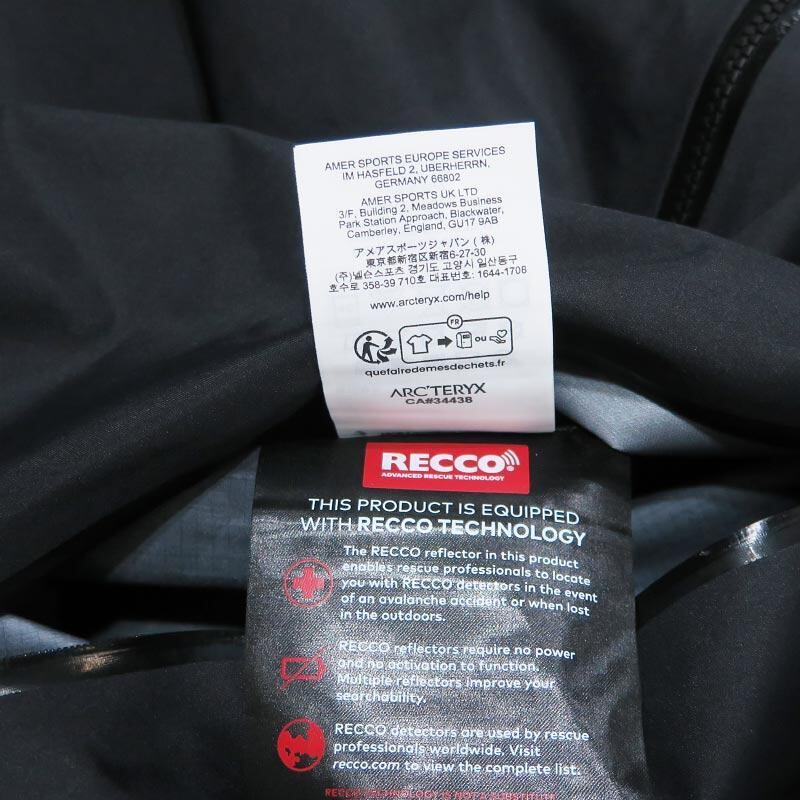 AMER SPORTS EUROPE SERVICES
IM HASFELD 2, UBERHERRN,
GERMANY 66802
AMER SPORTS UK LTD
3/F, Building 2, Meadows Business
Park Station Approach, Blackwater,
Camberley, England, GU17 9AB
アメアスポーツジャパン (株)
東京都新宿区新宿6-27-30
(주)넬슨스포츠 경기도 고양시 일산동구
호수로 358-39 710호 대표번호: 1644-1708
www.arcteryx.com/help
FR
ou
quefairedemesdechets.fr
ARC'TERYX
CA#34438
RECCO
ADVANCED RESCUE TECHNOLOGY
THIS PRODUCT IS EQUIPPED
WITH RECCO TECHNOLOGY
The RECCO reflector in this product
enables rescue professionals to locate
you with RECCO detectors in the event
of an avalanche accident or when lost
in the outdoors.
RECCO reflectors require no power
and no activation to function.
Multiple reflectors improve your
searchability.
RECCO detectors are used by rescue
professionals worldwide. Visit
recco.com to view the complete list.
RECCO TECHNOLOGY IS NOT A SUBSTITUTE